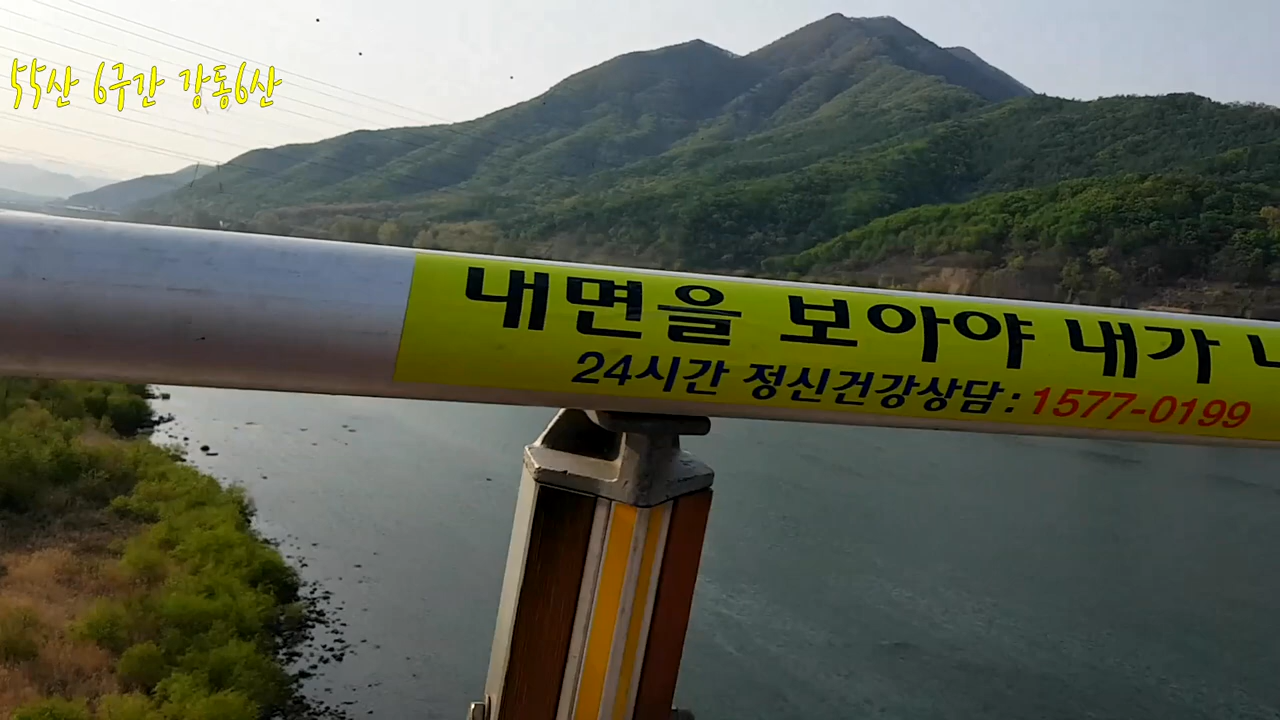 55산 6구간 강동6산
내면을 보아야 내가
24시간 정신건강상담: 1577-0199